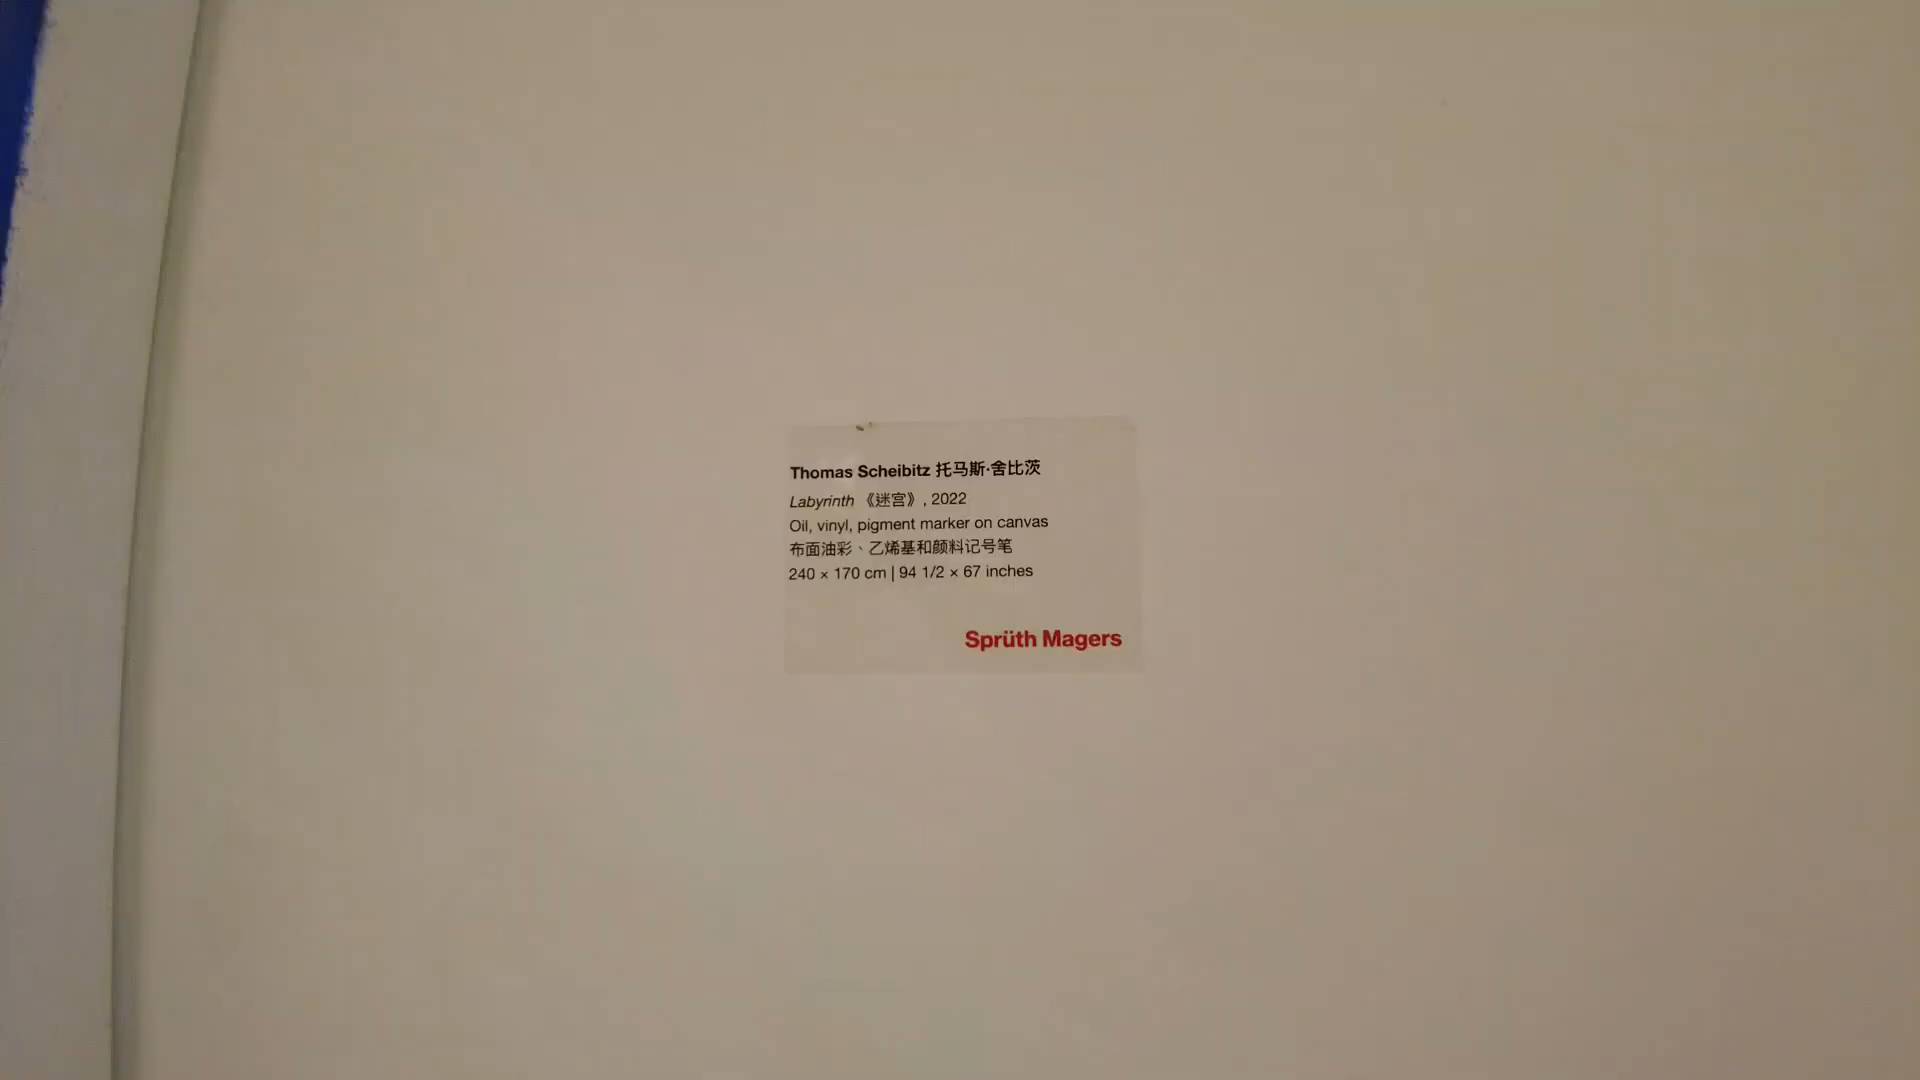 Thomas Scheibitz 托马斯·舍比茨
Labyrinth 《迷宫》, 2022
Oil, vinyl, pigment marker on canvas
布面油彩、乙烯基和颜料记号笔
240 × 170 cm | 94 1/2 × 67 inches
Sprüth Magers